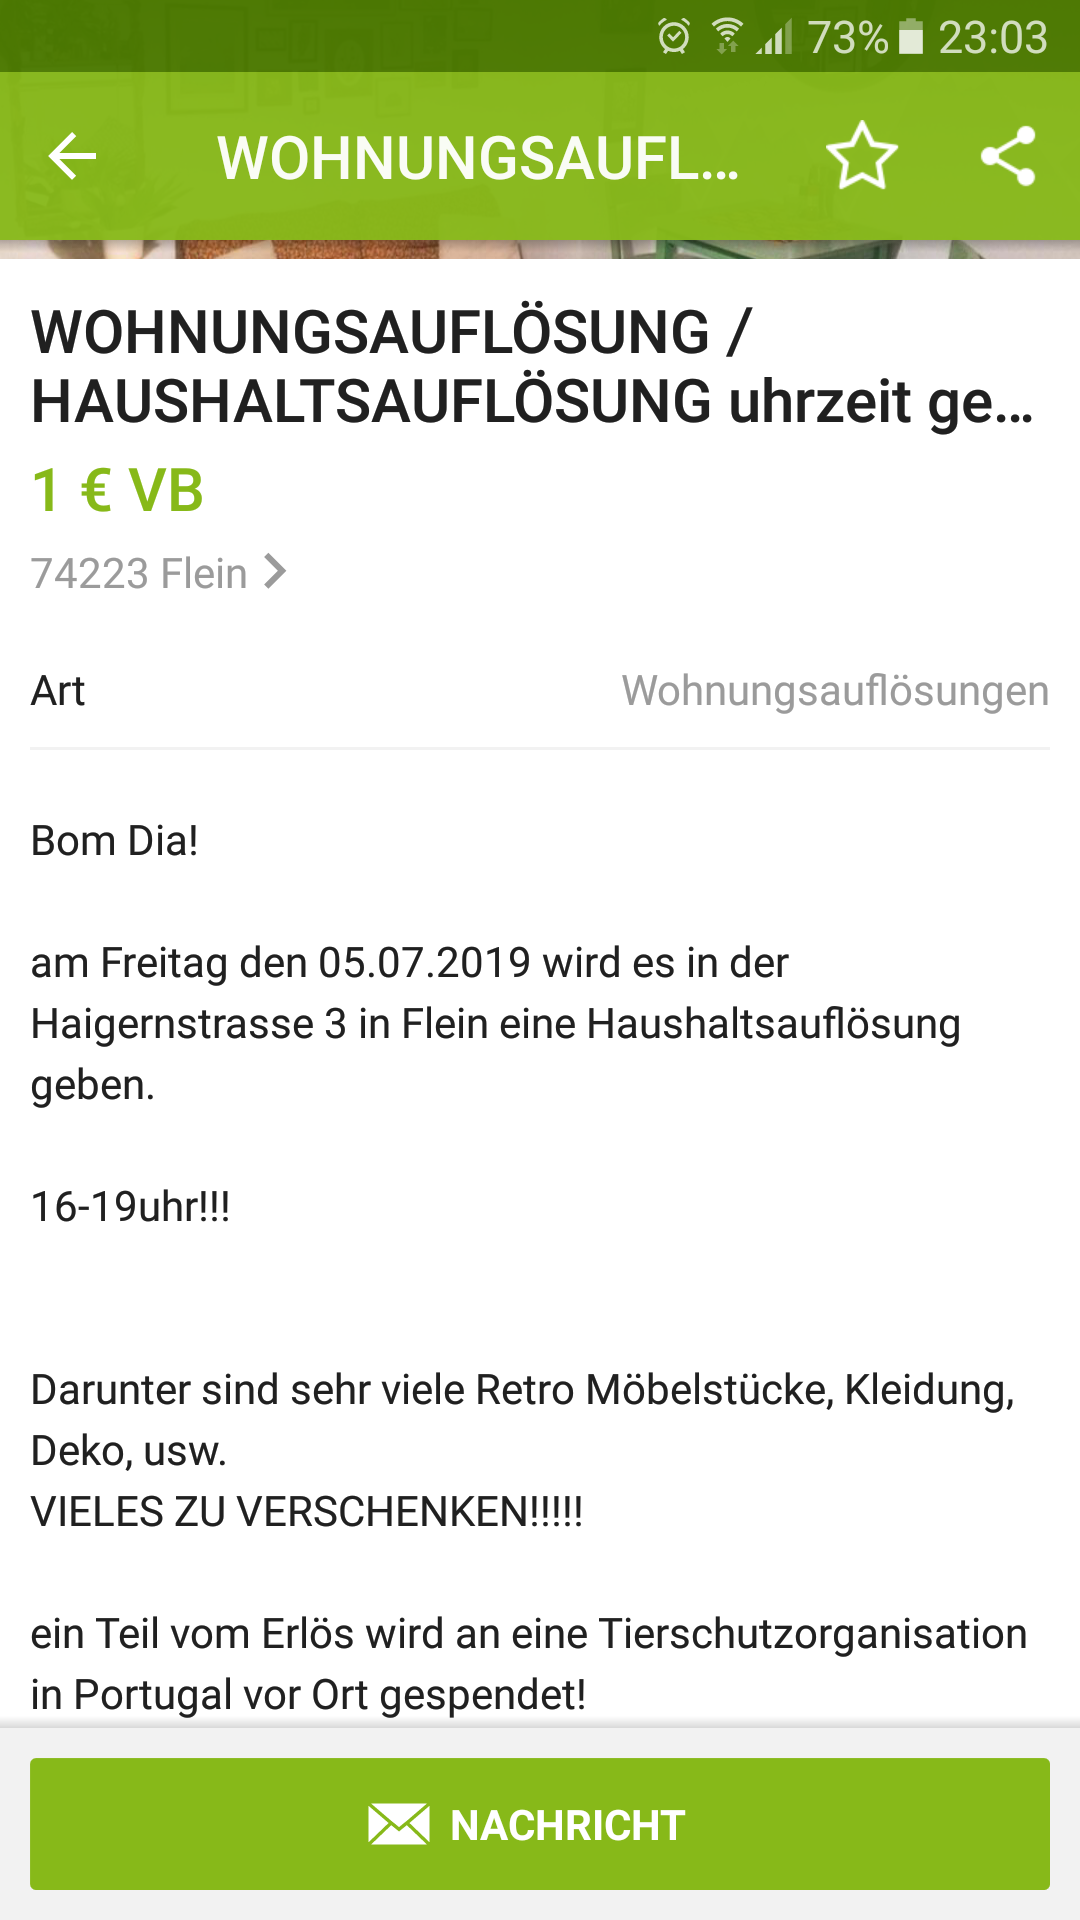 73% 23:03
WOHNUNGSAUFL...
WOHNUNGSAUFLÖSUNG /
HAUSHALTSAUFLÖSUNG uhrzeit ge...
1 € VB
74223 Flein
Art Wohnungsauflösungen
Bom Dia!
am Freitag den 05.07.2019 wird es in der
Haigernstrasse 3 in Flein eine Haushaltsauflösung
geben.
16-19uhr!!!
Darunter sind sehr viele Retro Möbelstücke, Kleidung,
Deko, usw.
VIELES ZU VERSCHENKEN!!!!!
ein Teil vom Erlös wird an eine Tierschutzorganisation
in Portugal vor Ort gespendet!
NACHRICHT